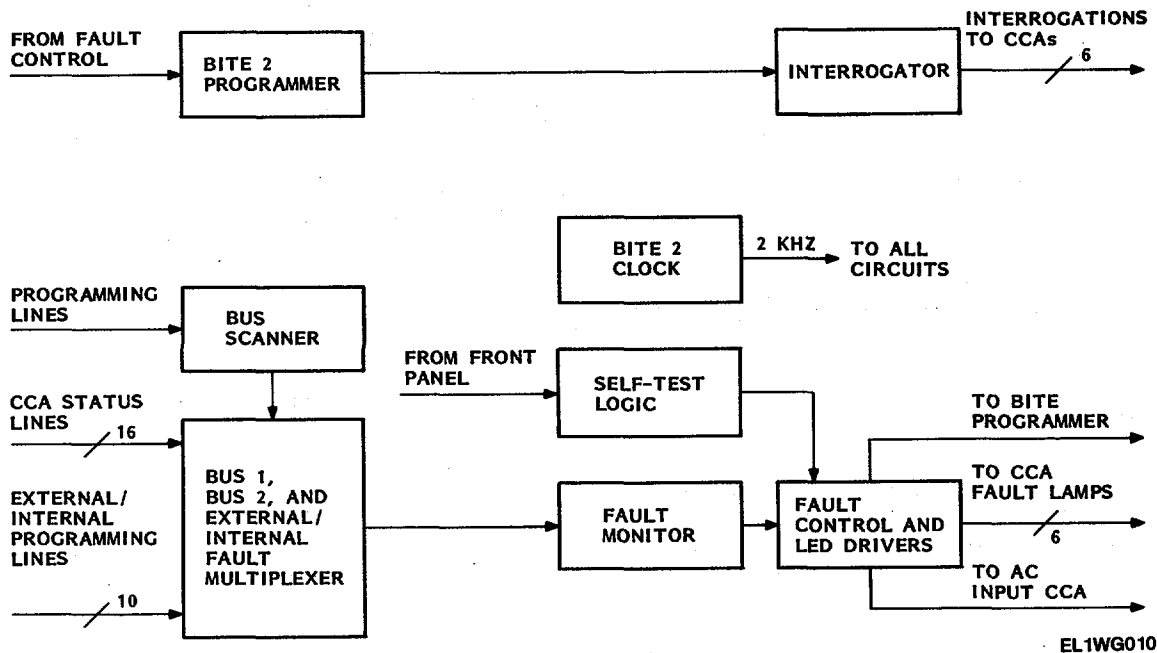 FROM FAULT
CONTROL
BITE 2
PROGRAMMER
INTERROGATOR
INTERROGATIONS
TO CCAs
6
BITE 2
CLOCK
2 KHZ
TO ALL
CIRCUITS
PROGRAMMING
LINES
BUS
SCANNER
FROM FRONT
PANEL
SELF-TEST
LOGIC
CCA STATUS
LINES
16
EXTERNAL/
INTERNAL
PROGRAMMING
LINES
10
BUS 1,
BUS 2, AND
EXTERNAL/
INTERNAL
FAULT
MULTIPLEXER
FAULT
MONITOR
FAULT
CONTROL AND
LED DRIVERS
TO BITE
PROGRAMMER
TO CCA
FAULT LAMPS
6
TO AC
INPUT CCA
EL1WG010